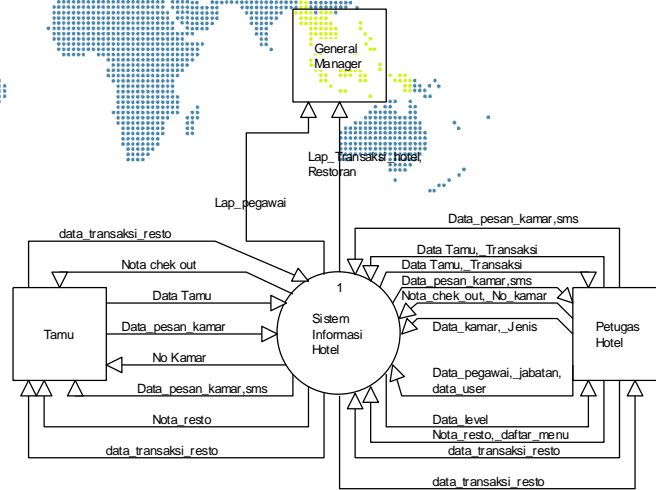 General
Manager
Lap_Transaksi_hotel,
Restoran
Lap_pegawai
Data_pesan_kamar,sms
data_transaksi_resto
Data Tamu,_Transaksi
Nota chek out
Data Tamu,_Transaksi
Data_pesan_kamar,sms
1
Data Tamu
Nota_chek_out,_No_kamar
Sistem
Informasi
Hotel
Tamu
Data_pesan_kamar
Data_kamar,_Jenis
Petugas
Hotel
No Kamar
Data_pegawai,_jabatan,
data_user
Data_pesan_kamar,sms
Nota_resto
Data_level
Nota_resto,_daftar_menu
data_transaksi_resto
data_transaksi_resto
data_transaksi_resto